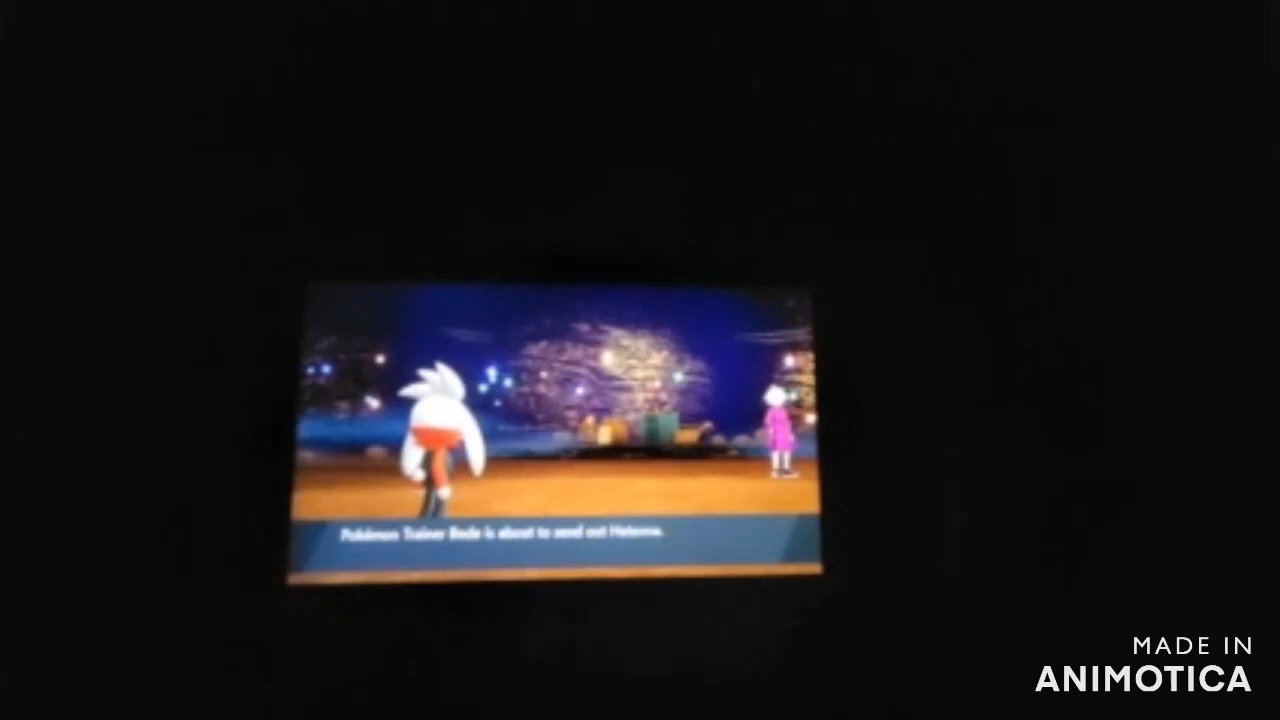 Pokémon Trainer Bede is about to send out Hatenna.
MADE IN
ANIMOTICA